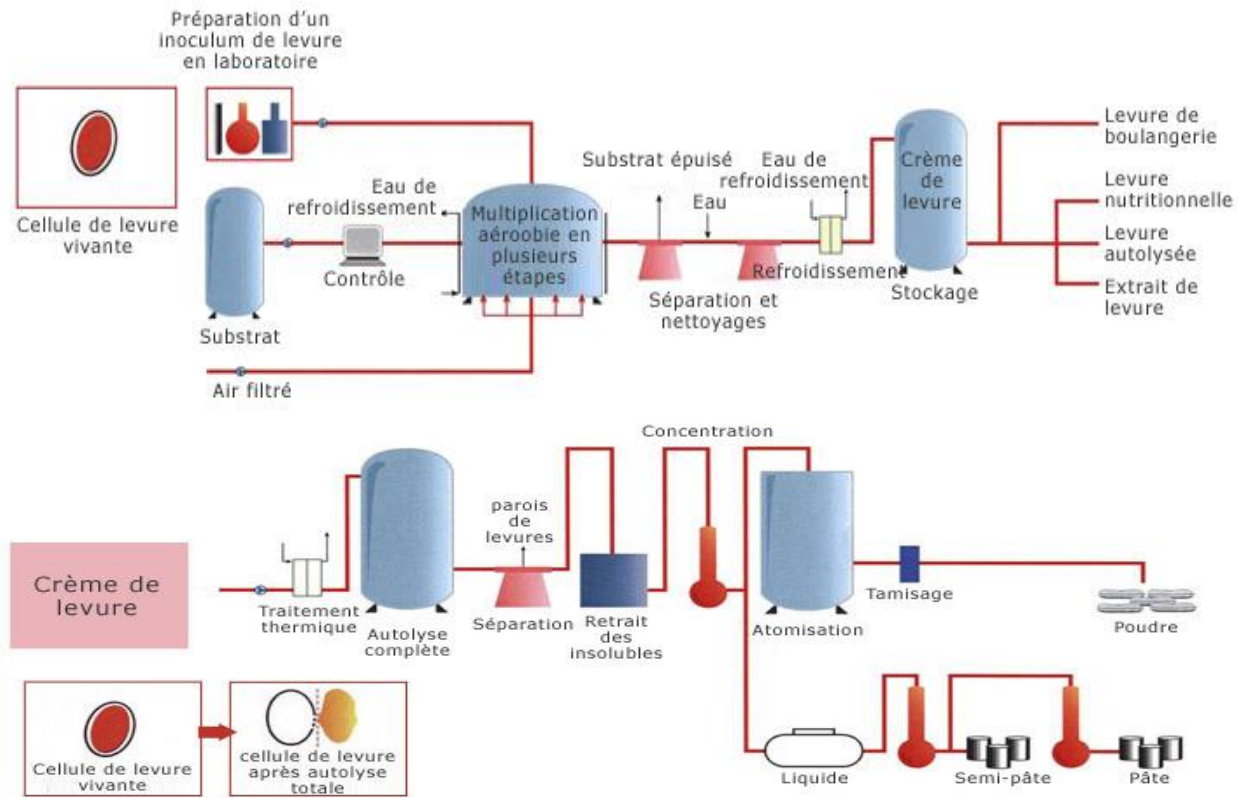 Préparation d'un
inoculum de levure
en laboratoire
Cellule de levure
vivante
Substrat
Eau de
refroidissement
Contrôle
Air filtré
Multiplication
aéroobie en
plusieurs
étapes
Substrat épuisé
Eau
Séparation et
nettoyages
Eau de
refroidissement
Refroidissement
Crème
de
levure
Stockage
Levure de
boulangerie
Levure
nutritionnelle
Levure
autolysée
Extrait de
levure
Crème de
levure
Traitement
thermique
Autolyse
complète
parois
de
levures
Séparation
Retrait
des
insolubles
Concentration
Atomisation
Tamisage
Poudre
Liquide
Semi-pâte
Pâte
Cellule de levure
vivante
cellule de levure
après autolyse
totale